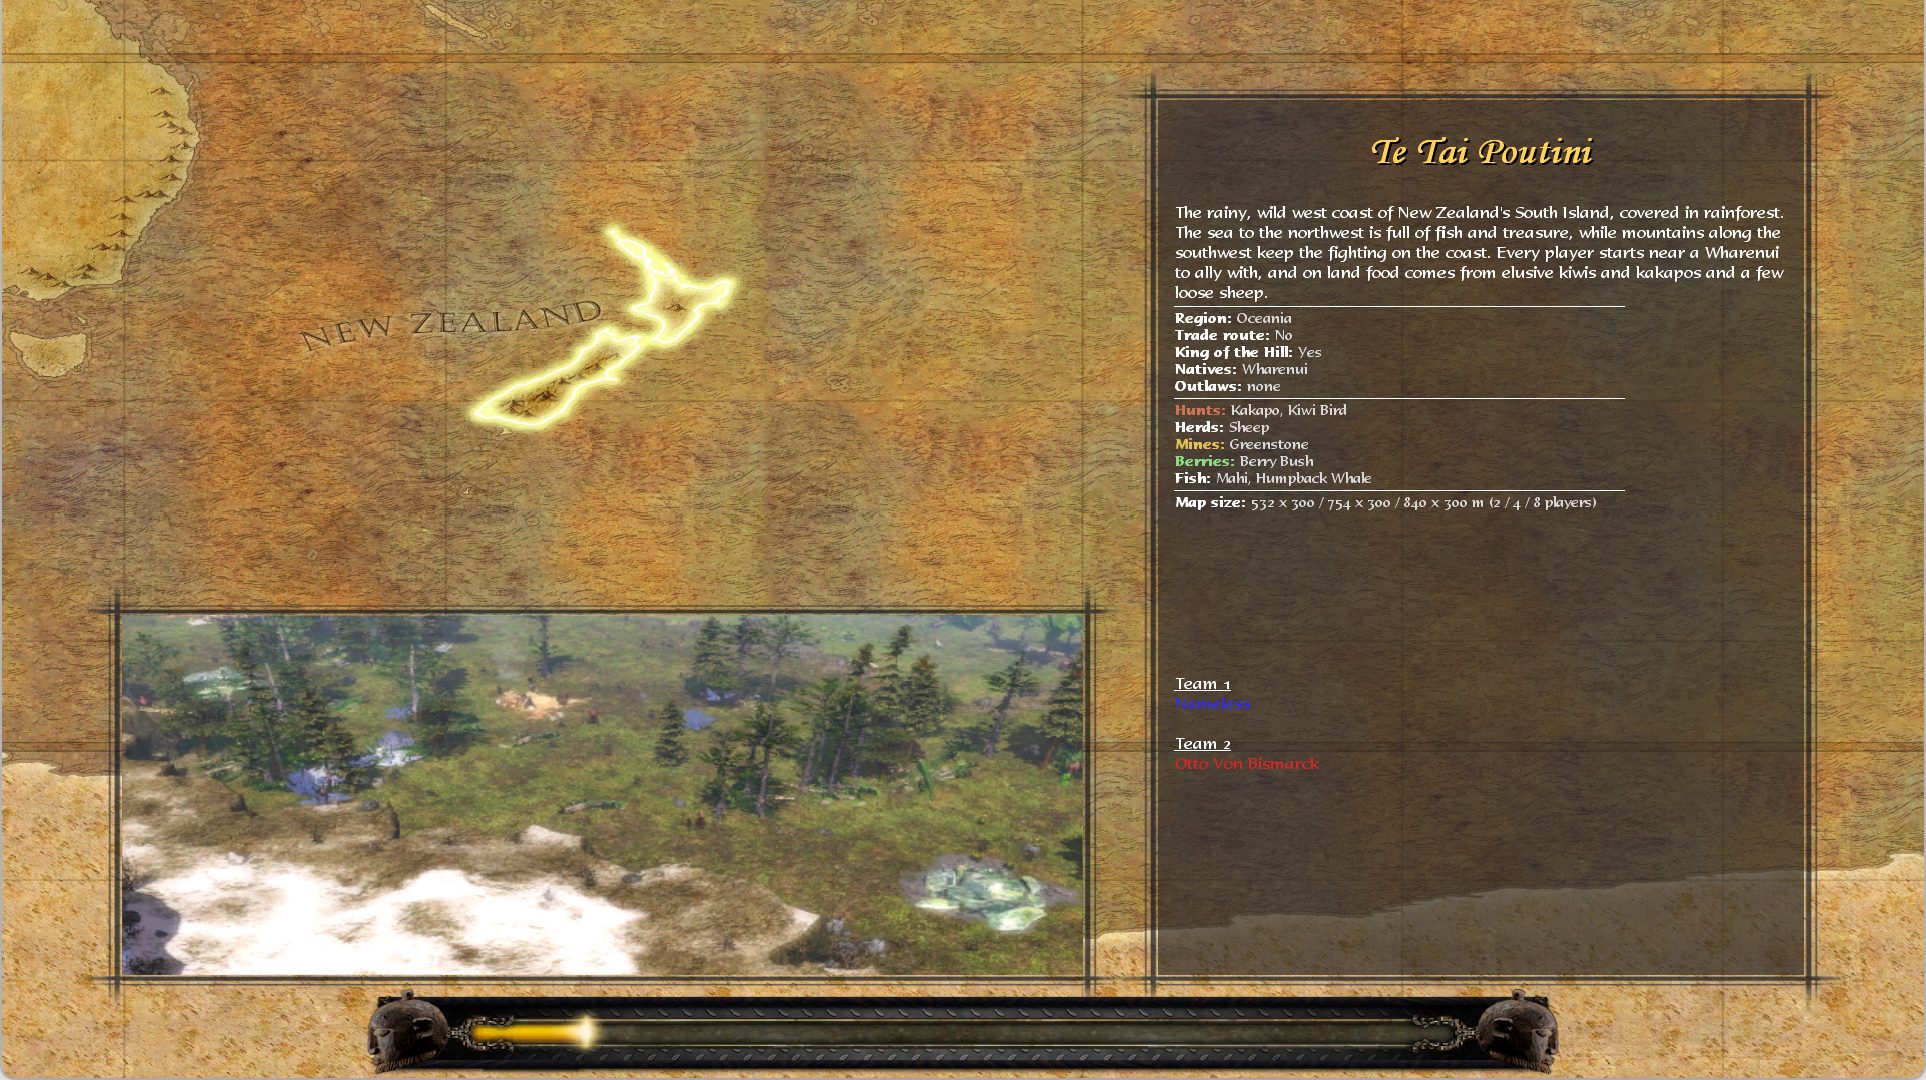 Te Tai Poutini
The rainy, wild west coast of New Zealand's South Island, covered in rainforest.
The sea to the northwest is full of fish and treasure, while mountains along the
southwest keep the fighting on the coast. Every player starts near a Wharenui
to ally with, and on land food comes from elusive kiwis and kakapos and a few
loose sheep.
NEW ZEALAND
Region: Oceania
Trade route: No
King of the Hill: Yes
Natives: Wharenui
Outlaws: none
Hunts: Kakapo, Kiwi Bird
Herds: Sheep
Mines: Greenstone
Berries: Berry Bush
Fish: Mahi, Humpback Whale
Map size: 532 x 300 / 754 x 300 / 840 x 300 m (2 / 4 / 8 players)
Team 1
Team 2
Otto Von Bismarck